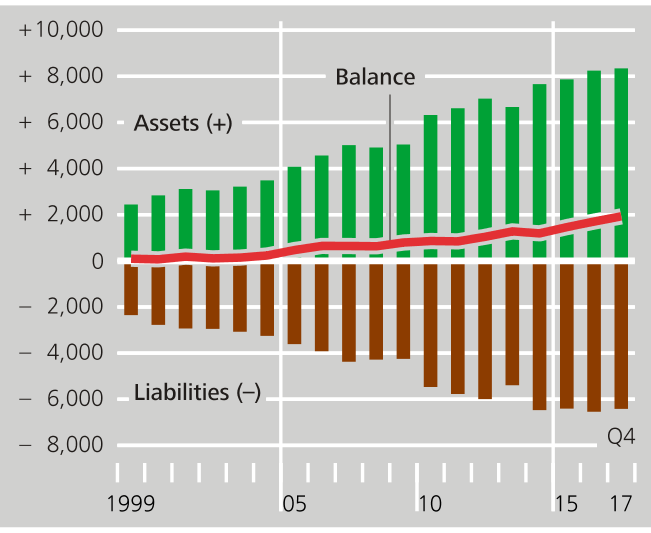 + 10,000
+ 8,000
Balance
+ 6,000
Assets (+)
+ 4,000
+ 2,000
0
− 2,000
− 4,000
− 6,000
Liabilities (–)
− 8,000
Q4
1999 05 10 15 17